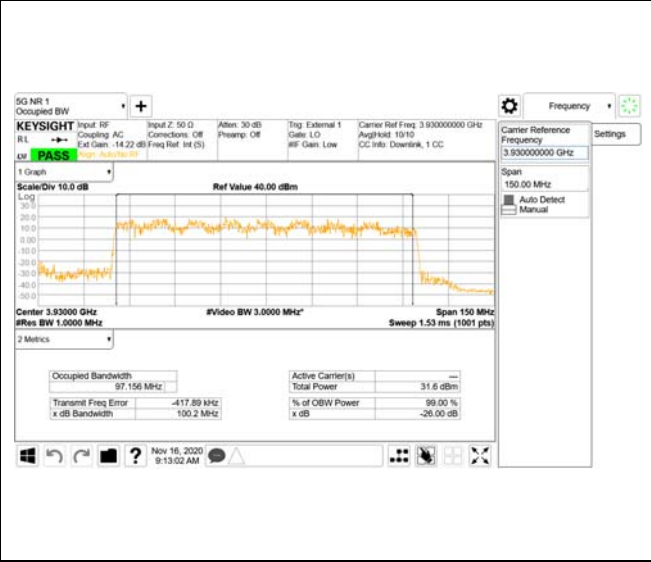 5G NR 1
Occupied BW
Frequency
KEYSIGHT
RL
LW PASS
Input: RF
Coupling: AC
Ext Gain: -14.22 dB
Align: Auto/No RF
Input Z: 50 Ω
Corrections: Off
Freq Ref: Int (S)
Atten: 30 dB
Preamp: Off
Trig: External 1
Gate: LO
#IF Gain: Low
Carrier Ref Freq: 3.930000000 GHz
Avg|Hold: 10/10
CC Info: Downlink, 1 CC
Carrier Reference
Frequency
3.930000000 GHz
Settings
Span
150.00 MHz
Auto Detect
Manual
1 Graph
Scale/Div 10.0 dB
Ref Value 40.00 dBm
Log
30.0
20.0
10.0
0.00
-10.0
-20.0
-30.0
-40.0
-50.0
Center 3.93000 GHz
#Video BW 3.0000 MHz*
Span 150 MHz
#Res BW 1.0000 MHz
Sweep 1.53 ms (1001 pts)
2 Metrics
Occupied Bandwidth
97.156 MHz
Transmit Freq Error -417.89 kHz
x dB Bandwidth 100.2 MHz
Active Carrier(s) ---
Total Power 31.6 dBm
% of OBW Power 99.00 %
x dB -26.00 dB
?
Nov 16, 2020
9:13:02 AM